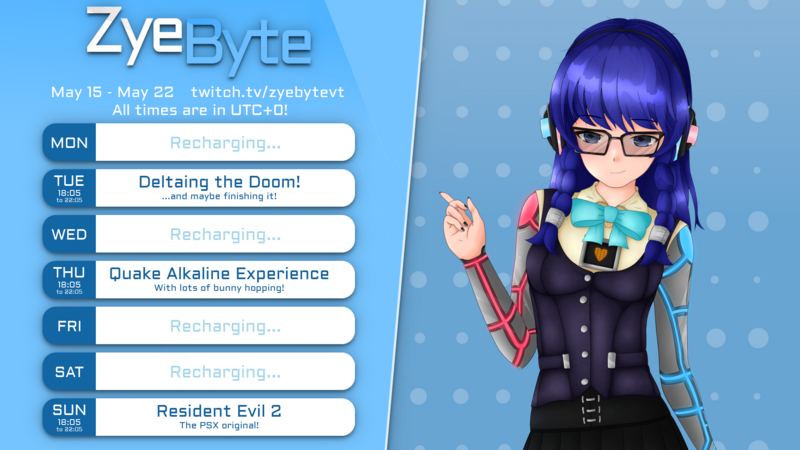 ZyeByte
May 15 - May 22 twitch.tv/zyebytevt
All times are in UTC+0!
MON
Recharging...
TUE
18:05
to 22:05
Deltaing the Doom!
...and maybe finishing it!
WED
Recharging...
THU
18:05
to 22:05
Quake Alkaline Experience
With lots of bunny hopping!
FRI
Recharging...
SAT
Recharging...
SUN
18:05
to 22:05
Resident Evil 2
The PSX original!